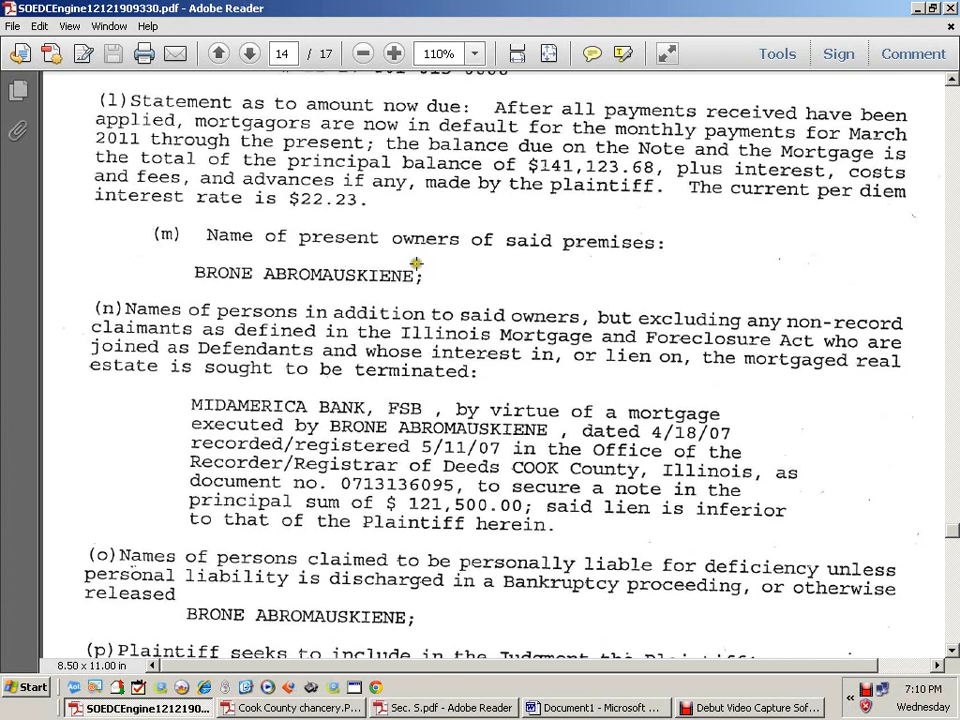 SOEDCEngine12121909330.pdf - Adobe Reader
File Edit View Window Help
14 / 17 110% Tools Sign Comment
(l)Statement as to amount now due: After all payments received have been
applied, mortgagors are now in default for the monthly payments for March
2011 through the present; the balance due on the Note and the Mortgage is
the total of the principal balance of $141,123.68, plus interest, costs
and fees, and advances if any, made by the plaintiff. The current per diem
interest rate is $22.23.
(m) Name of present owners of said premises:
BRONE ABROMAUSKIENE;
(n)Names of persons in addition to said owners, but excluding any non-record
claimants as defined in the Illinois Mortgage and Foreclosure Act who are
joined as Defendants and whose interest in, or lien on, the mortgaged real
estate is sought to be terminated:
MIDAMERICA BANK, FSB , by virtue of a mortgage
executed by BRONE ABROMAUSKIENE , dated 4/18/07
recorded/registered 5/11/07 in the Office of the
Recorder/Registrar of Deeds COOK County, Illinois, as
document no. 0713136095, to secure a note in the
principal sum of $ 121,500.00; said lien is inferior
to that of the Plaintiff herein.
(o)Names of persons claimed to be personally liable for deficiency unless
personal liability is discharged in a Bankruptcy proceeding, or otherwise
released
BRONE ABROMAUSKIENE;
(p)Plaintiff seeks to include in the Judgment the Plaintiff's
8.50 x 11.00 in
Start 7:10 PM
SOEDCEngine1212190... Cook County chancery.P... Sec. S.pdf - Adobe Reader Document1 - Microsoft ... Debut Video Capture Sof... Wednesday